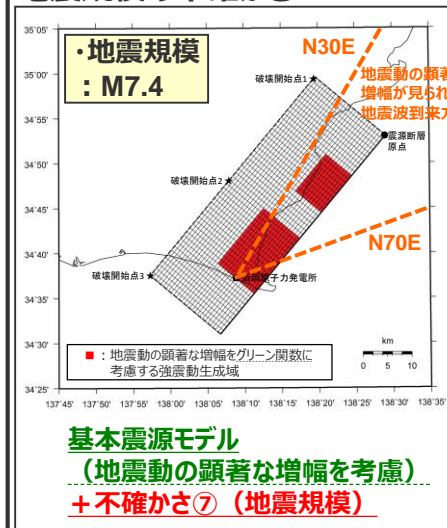 ・地震規模
：M7.4
N30E
地震動の顕著
増幅が見られ
地震波到来方
破壊開始点1★
★震源断層
原点
破壊開始点2★
破壊開始点3★
原子力発電所
N70E
■：地震動の顕著な増幅をグリーン関数に
考慮する強震動生成域
km
0 5 10
35˚05'
35˚00'
34˚55'
34˚50'
34˚45'
34˚40'
34˚35'
34˚30'
34˚25'
137˚45' 137˚50' 137˚55' 138˚00' 138˚05' 138˚10' 138˚15' 138˚20' 138˚25' 138˚30' 138˚35'
基本震源モデル
（地震動の顕著な増幅を考慮）
＋不確かさ⑦（地震規模）